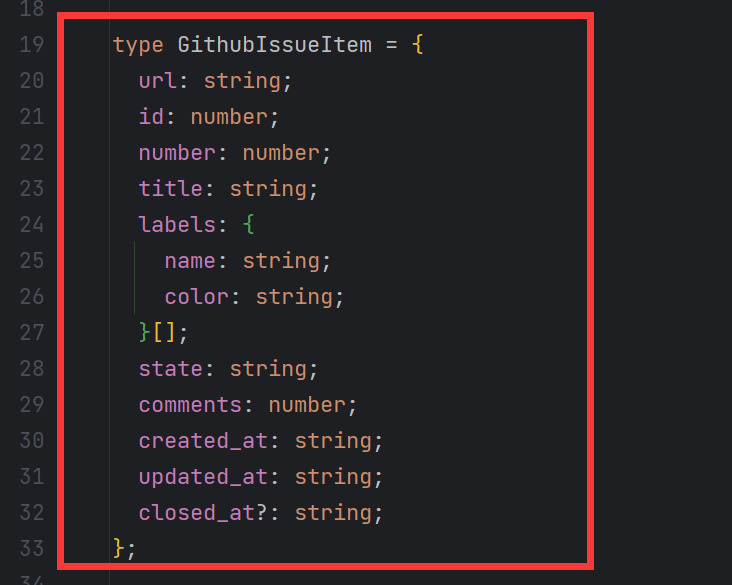 18
19 type GithubIssueItem = {
20 url: string;
21 id: number;
22 number: number;
23 title: string;
24 labels: {
25 name: string;
26 color: string;
27 }[];
28 state: string;
29 comments: number;
30 created_at: string;
31 updated_at: string;
32 closed_at?: string;
33 };
34